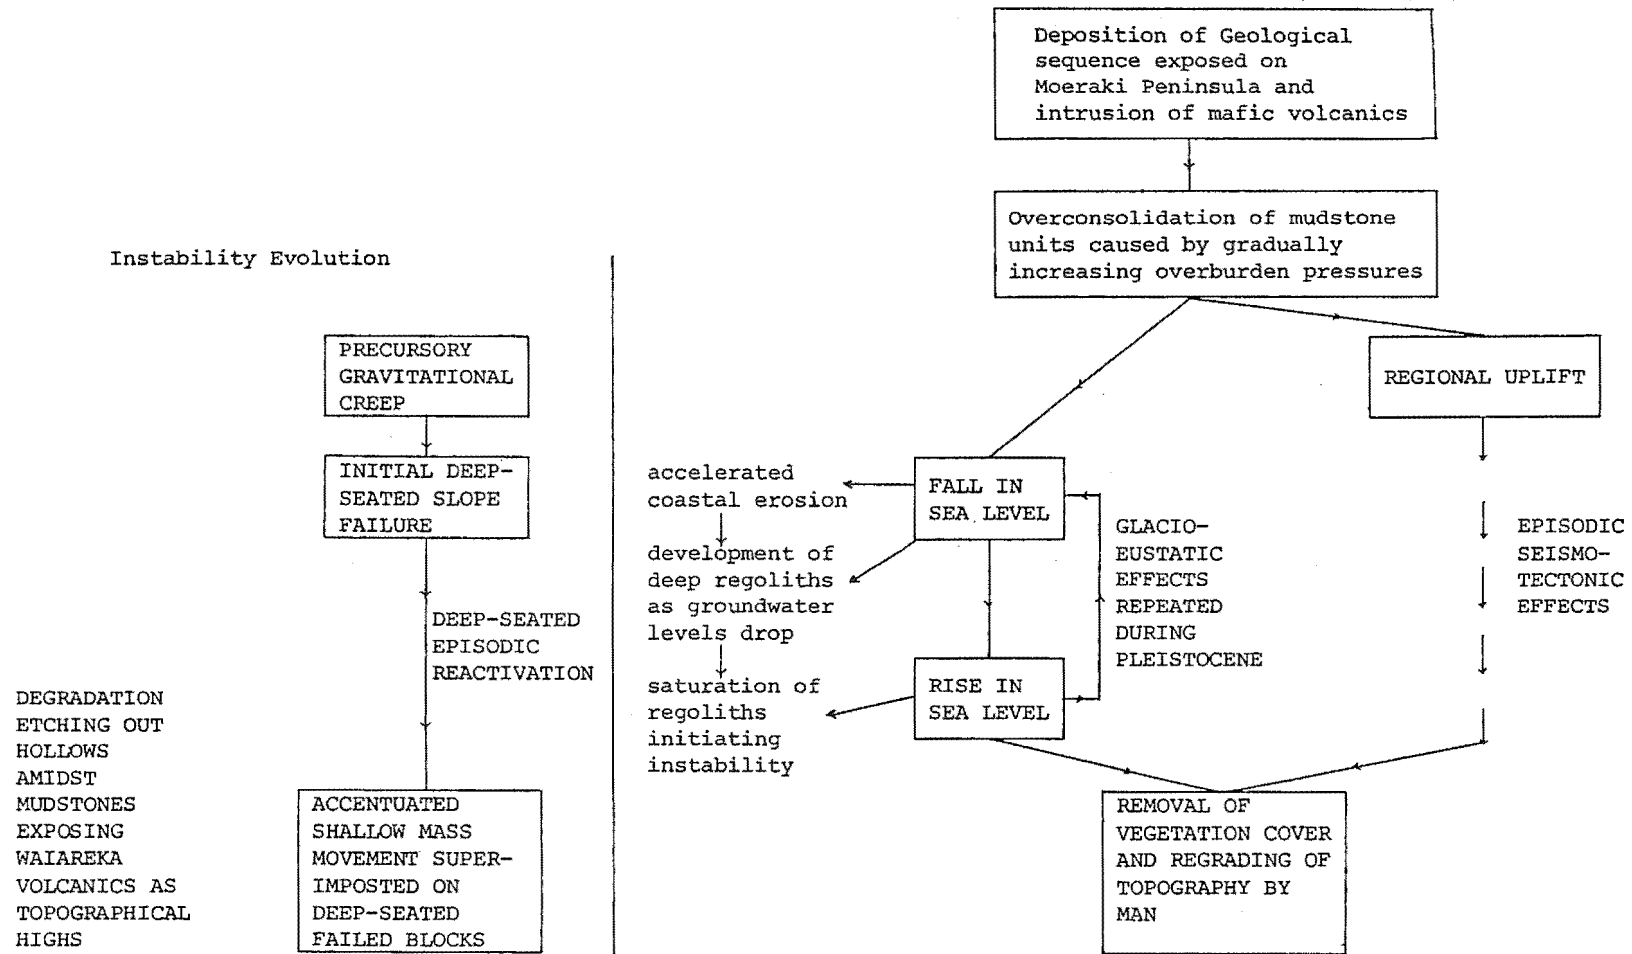 Deposition of Geological
sequence exposed on
Moeraki Peninsula and
intrusion of mafic volcanics
Overconsolidation of mudstone
units caused by gradually
increasing overburden pressures
Instability Evolution
PRECURSORY
GRAVITATIONAL
CREEP
INITIAL DEEP-
SEATED SLOPE
FAILURE
DEEP-SEATED
EPISODIC
REACTIVATION
DEGRADATION
ETCHING OUT
HOLLOWS
AMIDST
MUDSTONES
EXPOSING
WAIAREKA
VOLCANICS AS
TOPOGRAPHICAL
HIGHS
ACCENTUATED
SHALLOW MASS
MOVEMENT SUPER-
IMPOSTED ON
DEEP-SEATED
FAILED BLOCKS
REGIONAL UPLIFT
accelerated
coastal erosion
development of
deep regoliths
as groundwater
levels drop
saturation of
regoliths
initiating
instability
FALL IN
SEA LEVEL
RISE IN
SEA LEVEL
GLACIO-
EUSTATIC
EFFECTS
REPEATED
DURING
PLEISTOCENE
EPISODIC
SEISMO-
TECTONIC
EFFECTS
REMOVAL OF
VEGETATION COVER
AND REGRADING OF
TOPOGRAPHY BY
MAN